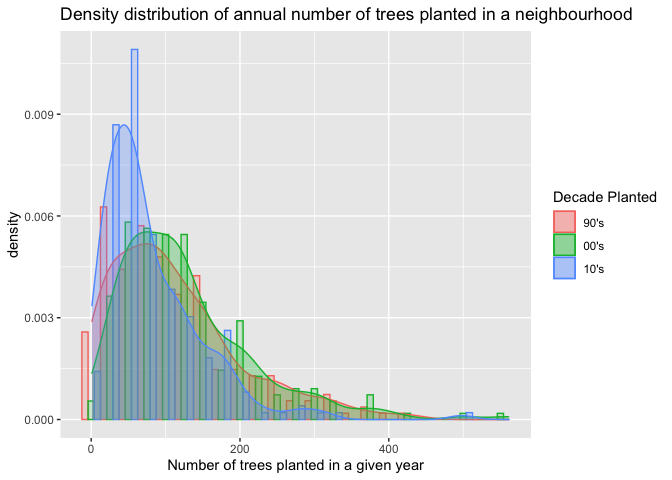 Density distribution of annual number of trees planted in a neighbourhood
0.009
0.006
0.003
0.000
density
0
200
400
Number of trees planted in a given year
Decade Planted
90's
00's
10's